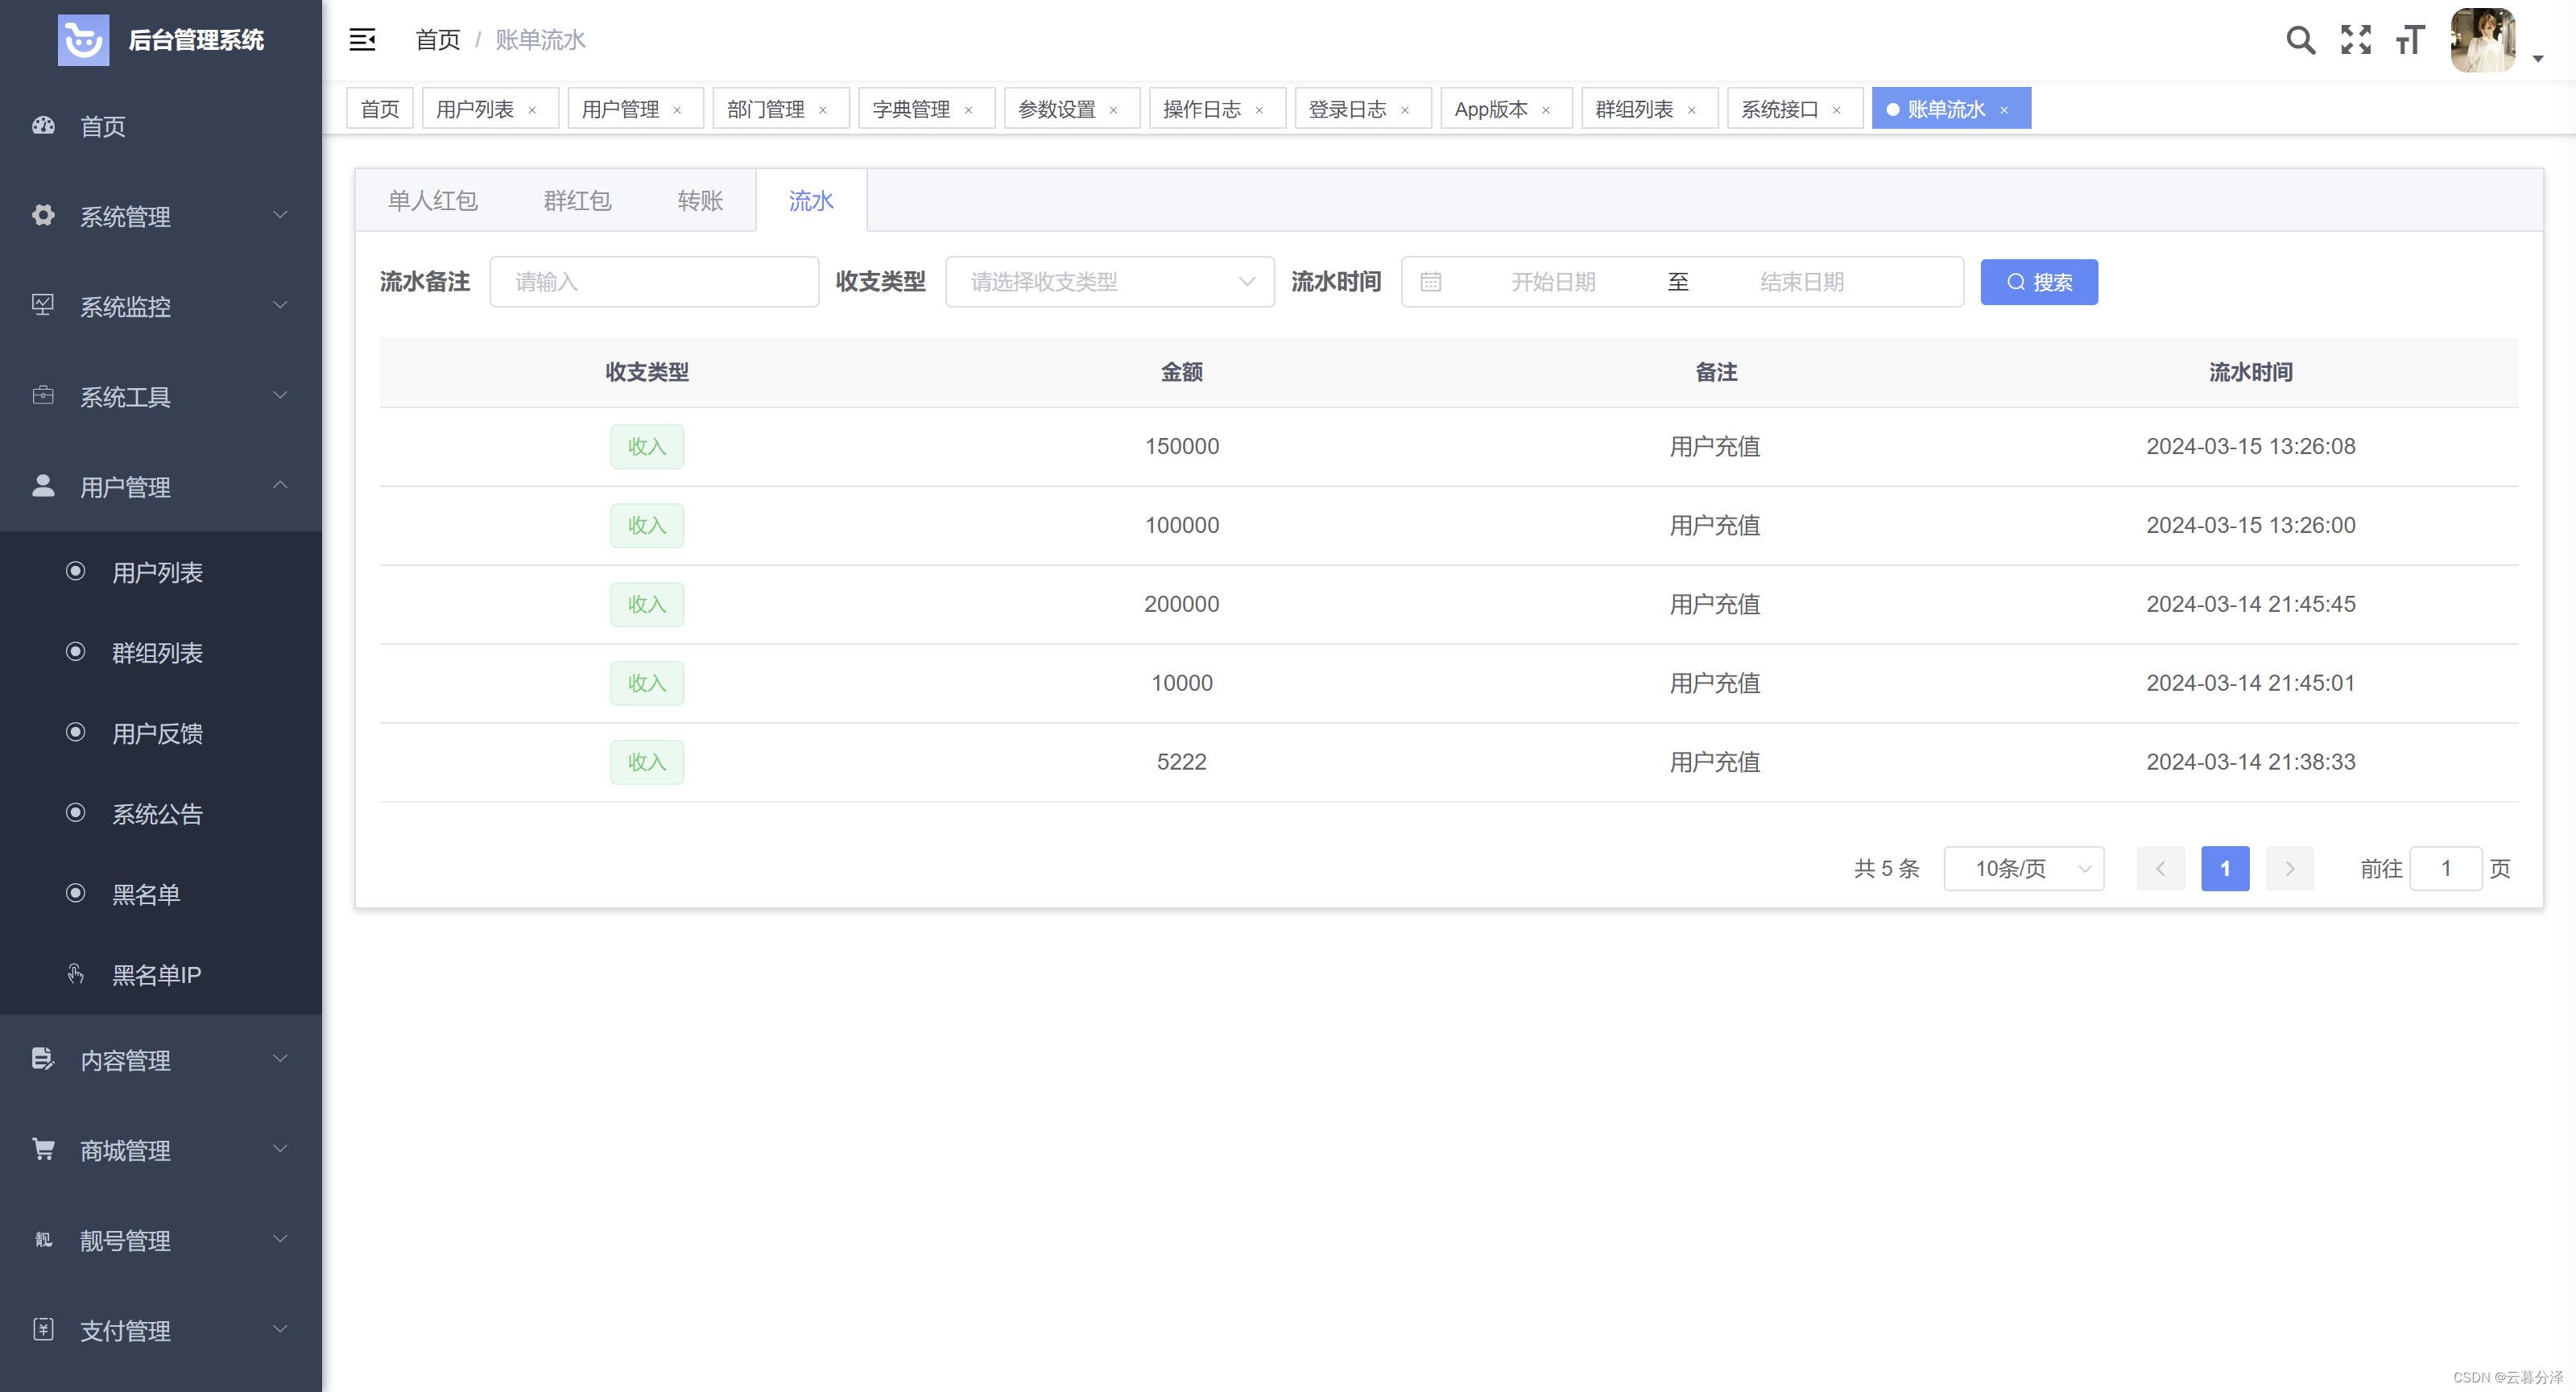 后台管理系统
首页 / 账单流水
首页
系统管理
系统监控
系统工具
用户管理
用户列表
群组列表
用户反馈
系统公告
黑名单
黑名单IP
内容管理
商城管理
靓 靓号管理
支付管理
首页 用户列表 × 用户管理 × 部门管理 × 字典管理 × 参数设置 × 操作日志 × 登录日志 × App版本 × 群组列表 × 系统接口 × 账单流水 ×
单人红包 群红包 转账 流水
流水备注 请输入 收支类型 请选择收支类型 流水时间 开始日期 至 结束日期 搜索
收支类型 金额 备注 流水时间
收入 150000 用户充值 2024-03-15 13:26:08
收入 100000 用户充值 2024-03-15 13:26:00
收入 200000 用户充值 2024-03-14 21:45:45
收入 10000 用户充值 2024-03-14 21:45:01
收入 5222 用户充值 2024-03-14 21:38:33
共 5 条 10条/页 1 前往 1 页
CSDN @云暮分泽